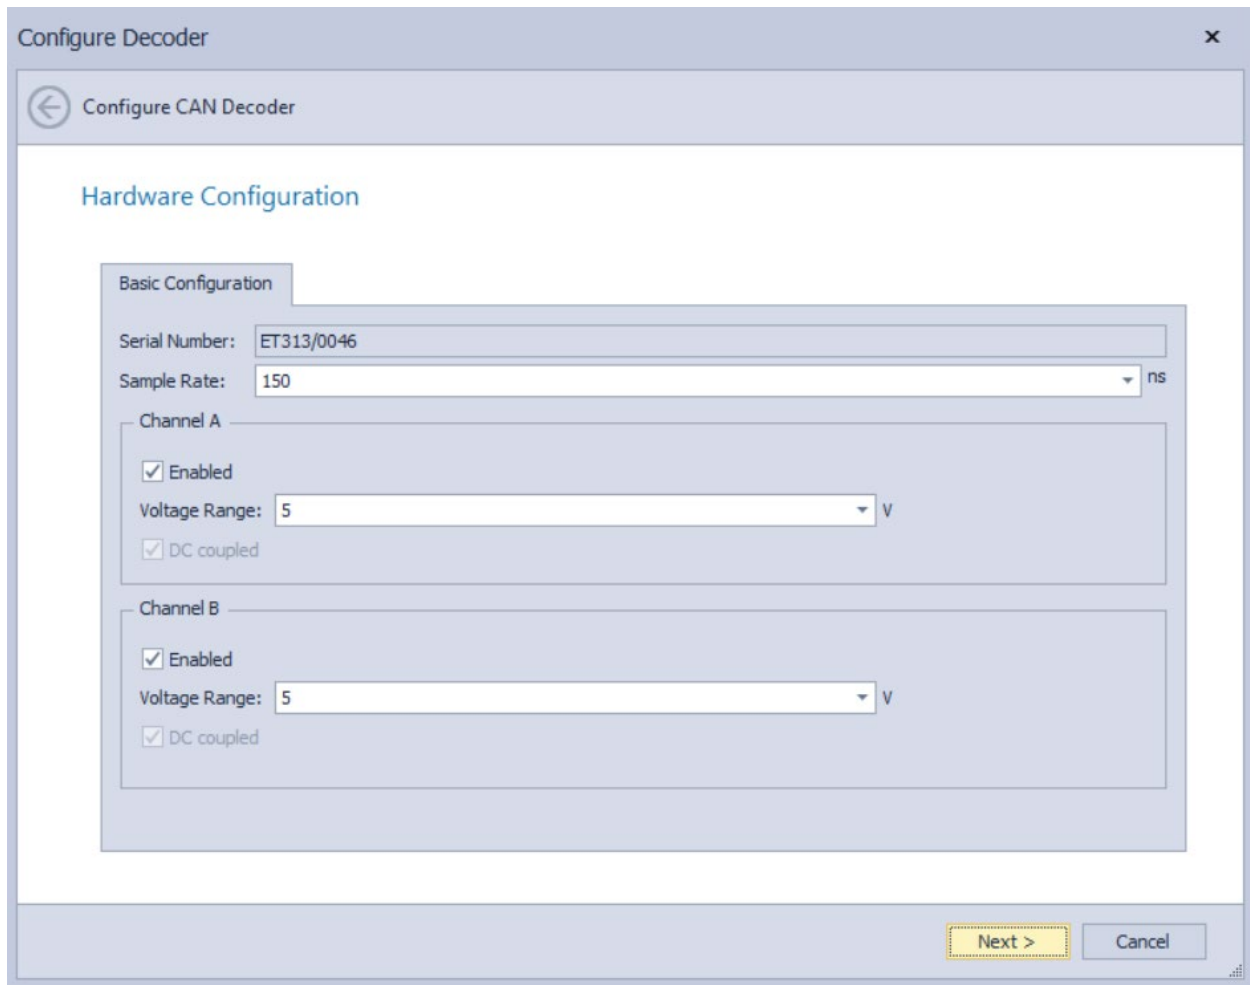 Configure Decoder
Configure CAN Decoder
Hardware Configuration
Basic Configuration
Serial Number: ET313/0046
Sample Rate: 150 ns
Channel A
Enabled
Voltage Range: 5 V
DC coupled
Channel B
Enabled
Voltage Range: 5 V
DC coupled
Next > Cancel